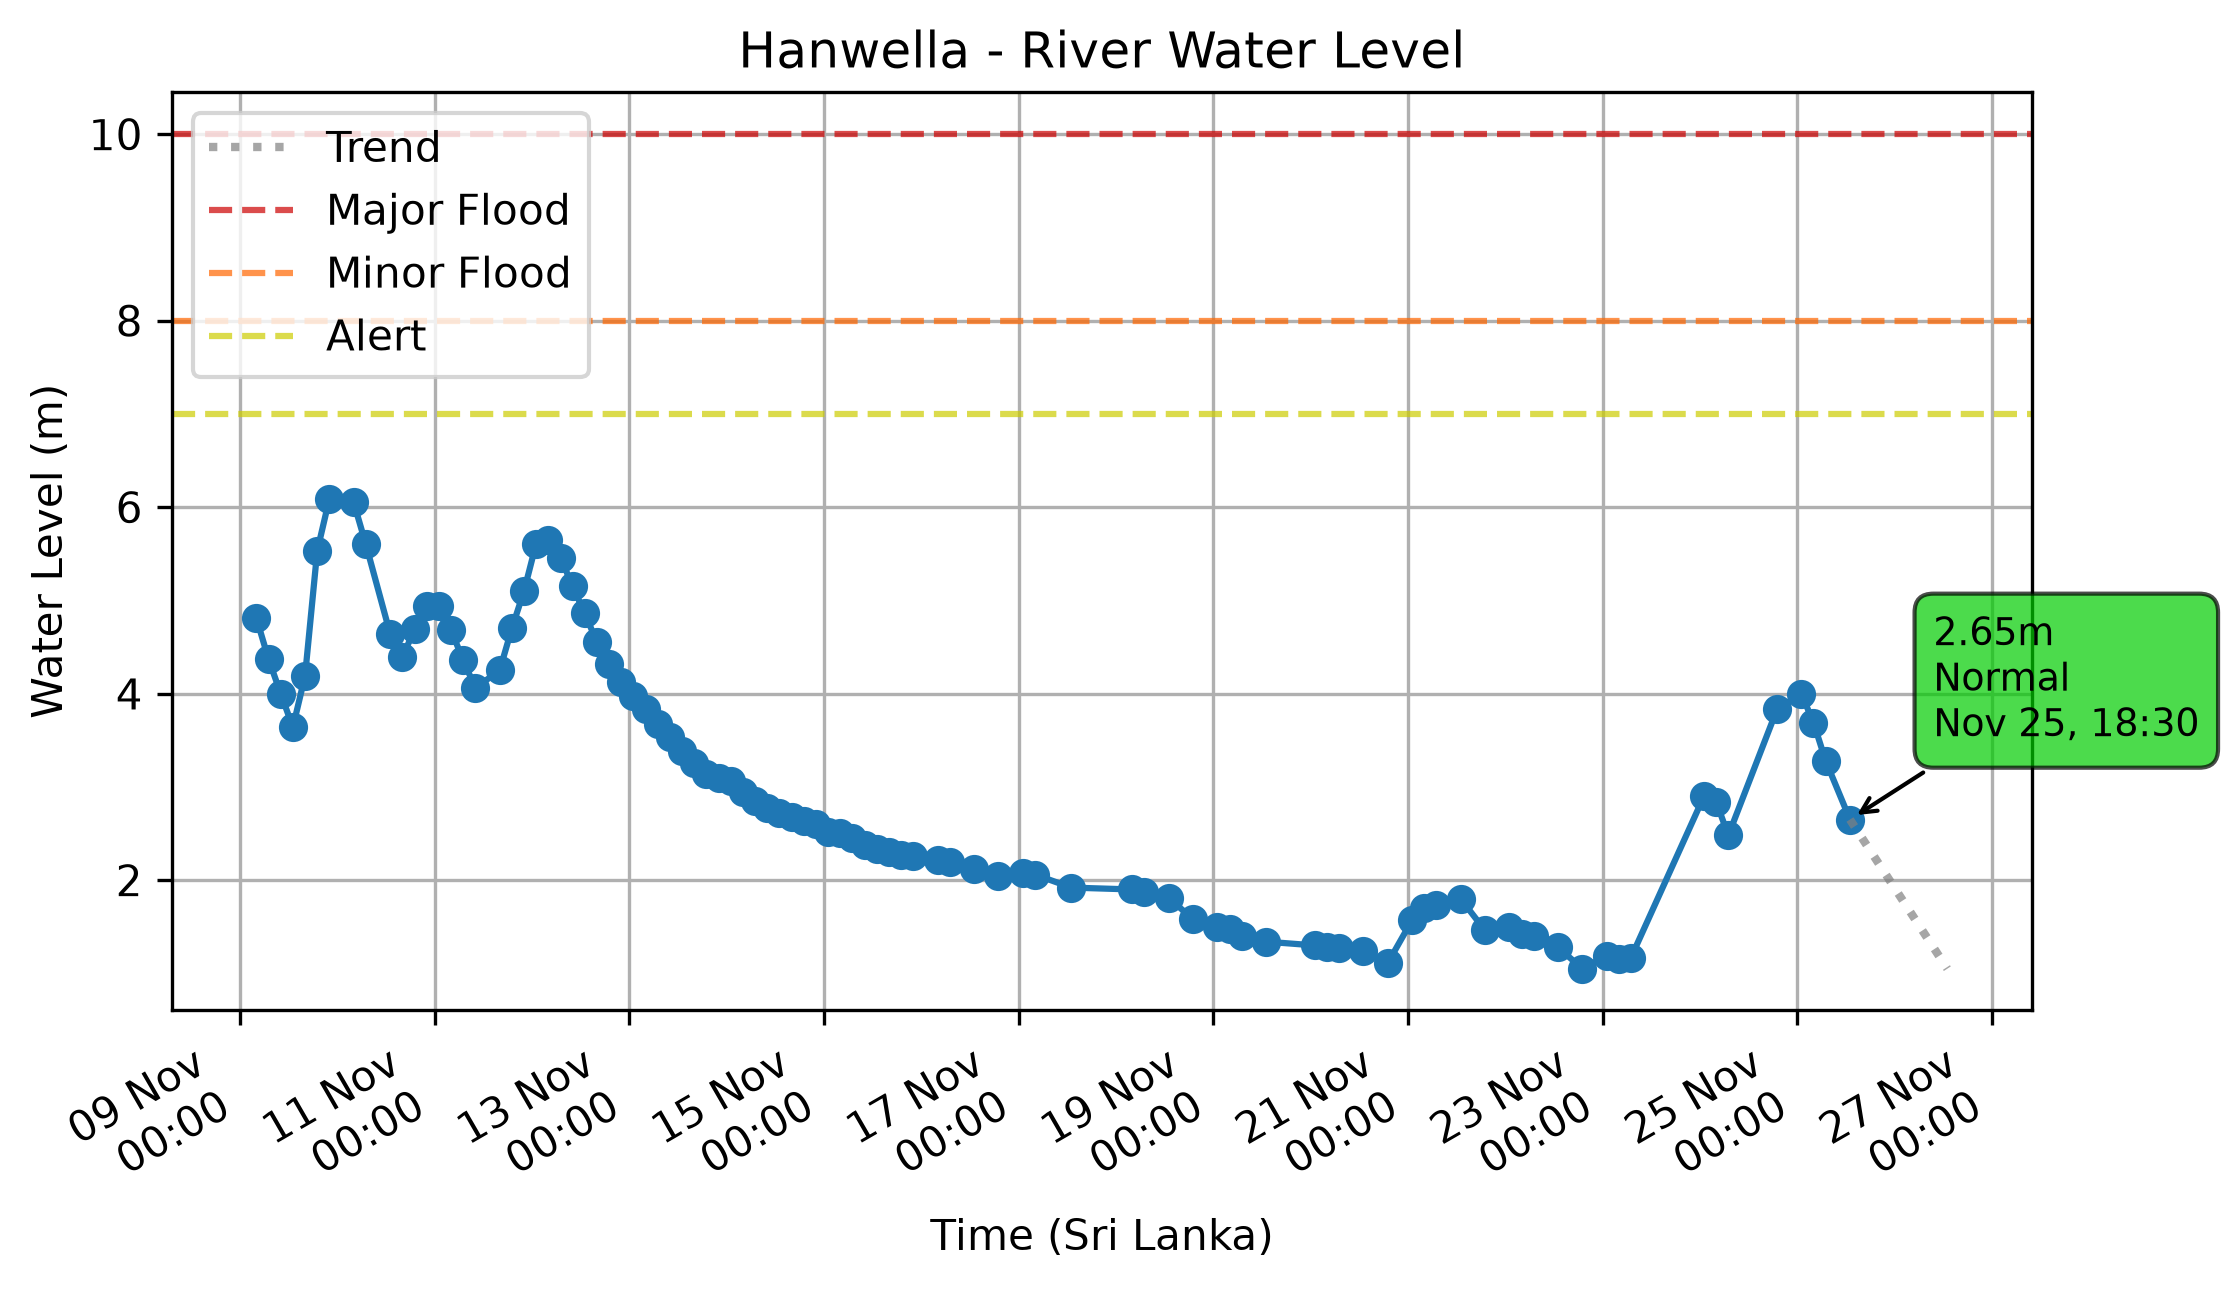 Hanwella - River Water Level
Trend
Major Flood
Minor Flood
Alert
Water Level (m)
10
8
6
4
2
2.65m
Normal
Nov 25, 18:30
09 Nov
00:00
11 Nov
00:00
13 Nov
00:00
15 Nov
00:00
17 Nov
00:00
19 Nov
00:00
21 Nov
00:00
23 Nov
00:00
25 Nov
00:00
27 Nov
00:00
Time (Sri Lanka)